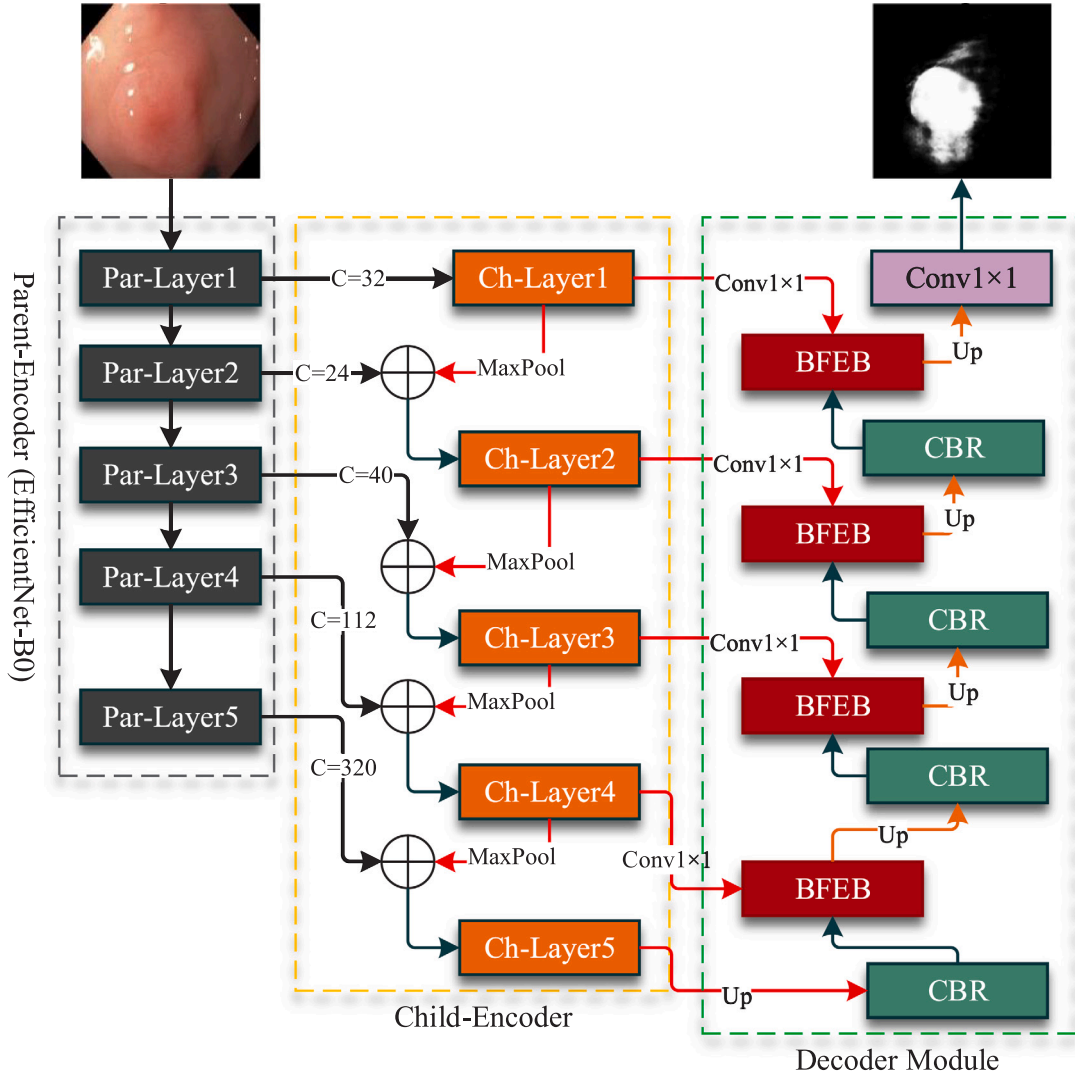 Parent-Encoder (EfficientNet-B0)
Par-Layer1
Par-Layer2
Par-Layer3
Par-Layer4
Par-Layer5
C=32
C=24
C=40
C=112
C=320
Ch-Layer1
MaxPool
Ch-Layer2
MaxPool
Ch-Layer3
MaxPool
Ch-Layer4
MaxPool
Ch-Layer5
Child-Encoder
Conv1×1
Conv1×1
Conv1×1
Conv1×1
Up
Conv1×1
Up
BFEB
CBR
Up
BFEB
CBR
Up
BFEB
CBR
Up
BFEB
CBR
Decoder Module